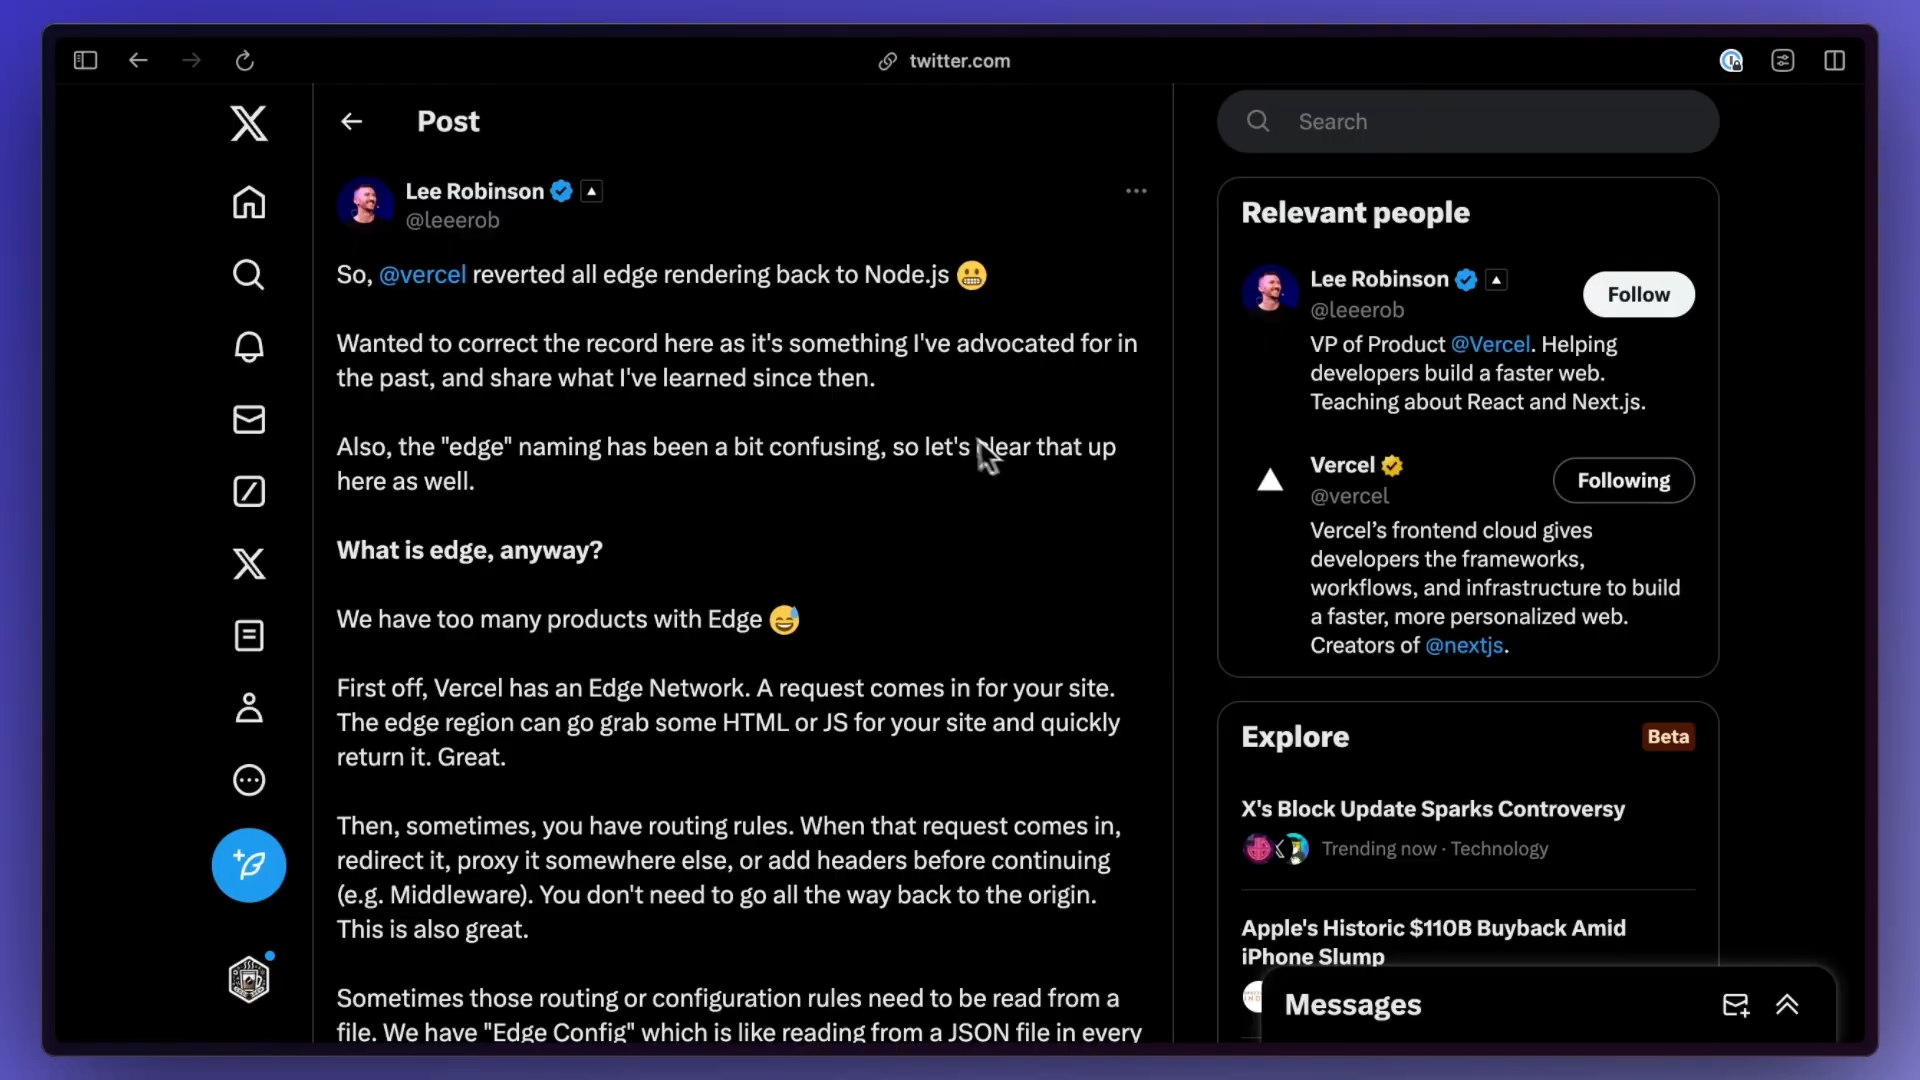 twitter.com
Post
Lee Robinson
@leeerob
So, @vercel reverted all edge rendering back to Node.js 😬
Wanted to correct the record here as it's something I've advocated for in
the past, and share what I've learned since then.
Also, the "edge" naming has been a bit confusing, so let's clear that up
here as well.
What is edge, anyway?
We have too many products with Edge 😅
First off, Vercel has an Edge Network. A request comes in for your site.
The edge region can go grab some HTML or JS for your site and quickly
return it. Great.
Then, sometimes, you have routing rules. When that request comes in,
redirect it, proxy it somewhere else, or add headers before continuing
(e.g. Middleware). You don't need to go all the way back to the origin.
This is also great.
Sometimes those routing or configuration rules need to be read from a
file. We have "Edge Config" which is like reading from a JSON file in every
Search
Relevant people
Lee Robinson
@leeerob
Follow
VP of Product @Vercel. Helping
developers build a faster web.
Teaching about React and Next.js.
Vercel
@vercel
Following
Vercel’s frontend cloud gives
developers the frameworks,
workflows, and infrastructure to build
a faster, more personalized web.
Creators of @nextjs.
Explore
Beta
X's Block Update Sparks Controversy
Trending now · Technology
Apple's Historic $110B Buyback Amid
iPhone Slump
Messages